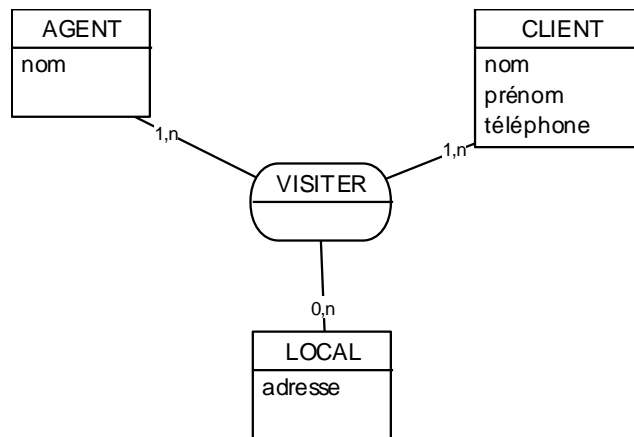 AGENT
nom
CLIENT
nom
prénom
téléphone
1,n
1,n
VISITER
0,n
LOCAL
adresse